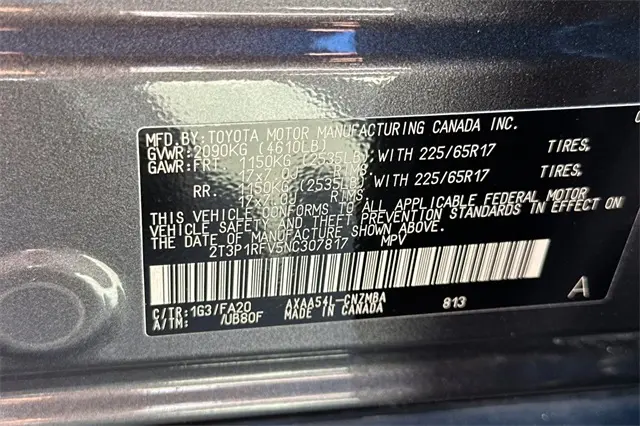 MFD.BY:TOYOTA MOTOR MANUFACTURING CANADA INC.
GVWR:2090KG (4610LB)
GAWR:FRT 1150KG (2535LB) WITH 225/65R17 TIRES,
17x7.0J RIMS,
RR. 1150KG (2535LB) WITH 225/65R17 TIRES,
17x7.0J RIMS.
THIS VEHICLE CONFORMS TO ALL APPLICABLE FEDERAL MOTOR
VEHICLE SAFETY AND THEFT PREVENTION STANDARDS IN EFFECT ON
THE DATE OF MANUFACTURE SHOWN ABOVE.
2T3P1RFV5NC307817 MPV
C/TR:1G3/FA20 AXAA54L-CNZMBA 813 A
A/TM: /UB80F MADE IN CANADA